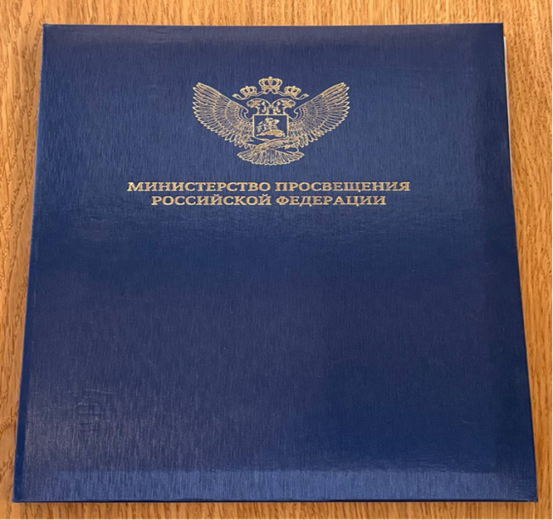 МИНИСТЕРСТВО ПРОСВЕЩЕНИЯ
РОССИЙСКОЙ ФЕДЕРАЦИИ